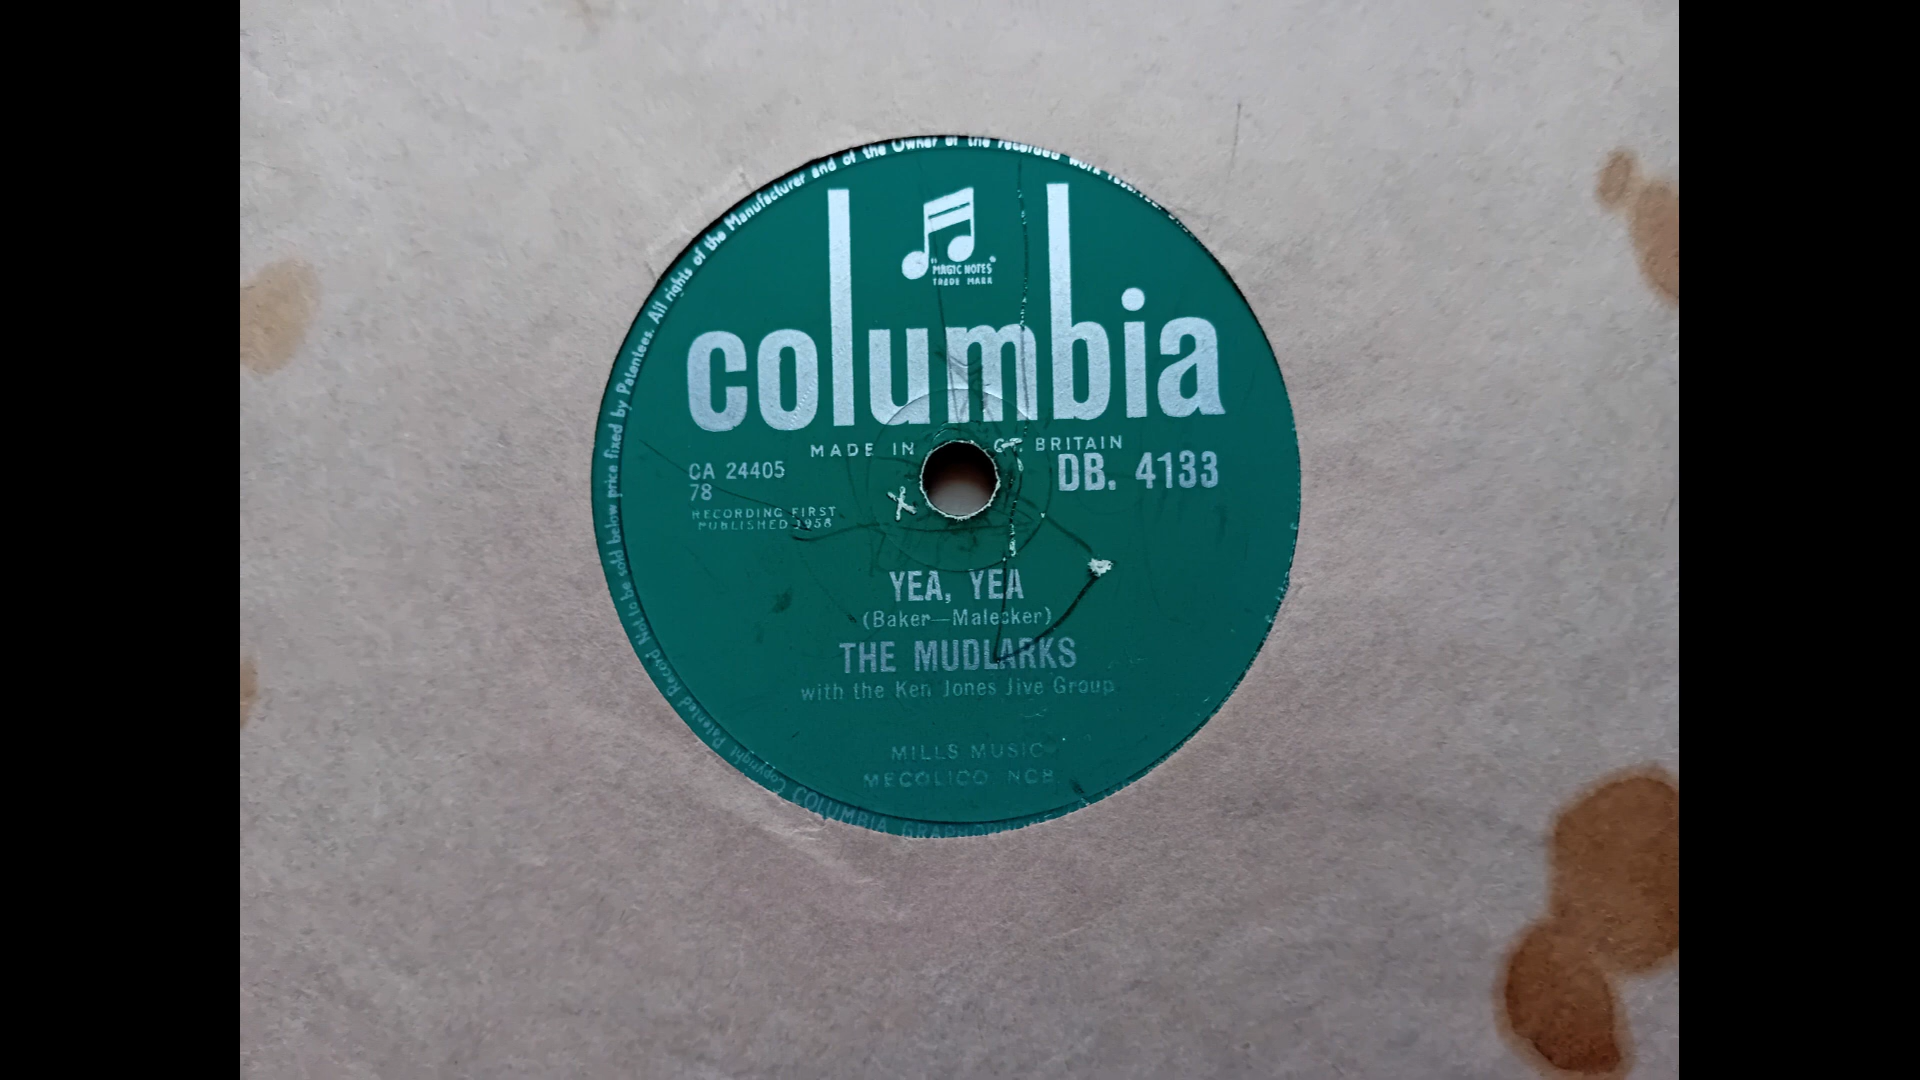 Not to be sold below price fixed by Patentees. All rights of the Manufacturer and of the Owner of the recorded work
"MAGIC NOTES"
TRADE MARK
columbia
MADE IN GT. BRITAIN
CA 24405
DB. 4133
78
RECORDING FIRST
PUBLISHED 1958
X
YEA, YEA
(Baker—Malecker)
THE MUDLARKS
with the Ken Jones Jive Group
MILLS MUSIC
MECOLICO NCB
Copyright Patented Record
COLUMBIA GRAPHOPHONE